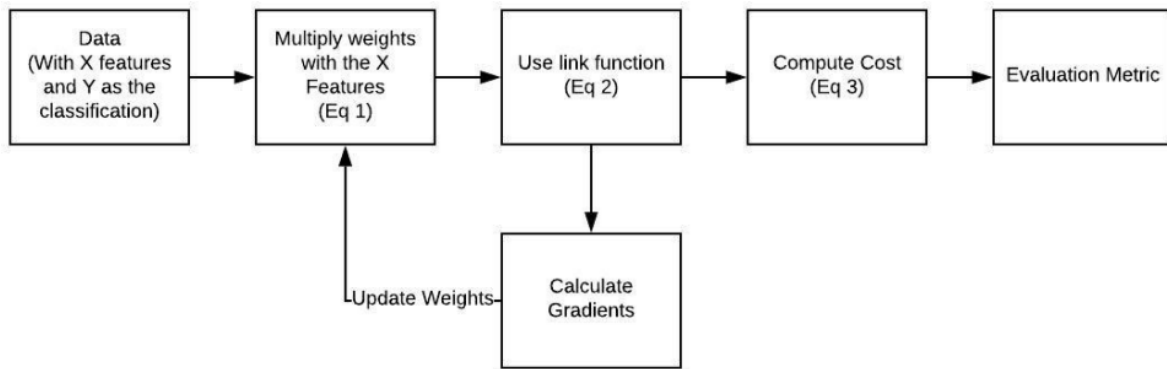 Data
(With X features
and Y as the
classification)
Multiply weights
with the X
Features
(Eq 1)
Use link function
(Eq 2)
Compute Cost
(Eq 3)
Evaluation Metric
Update Weights
Calculate
Gradients